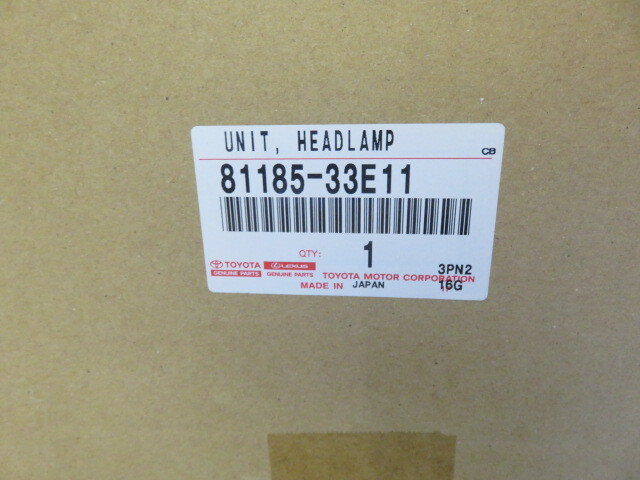 UNIT, HEADLAMP
CB
81185-33E11
QTY: 1
TOYOTA LEXUS
GENUINE PARTS GENUINE PARTS
3PN2
TOYOTA MOTOR CORPORATION
MADE IN JAPAN 16G